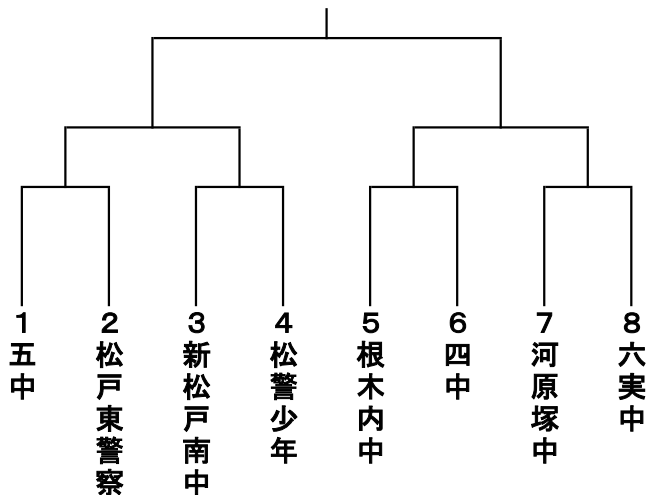 1 五中
2 松戸東警察
3 新松戸南中
4 松警少年
5 根木内中
6 四中
7 河原塚中
8 六実中